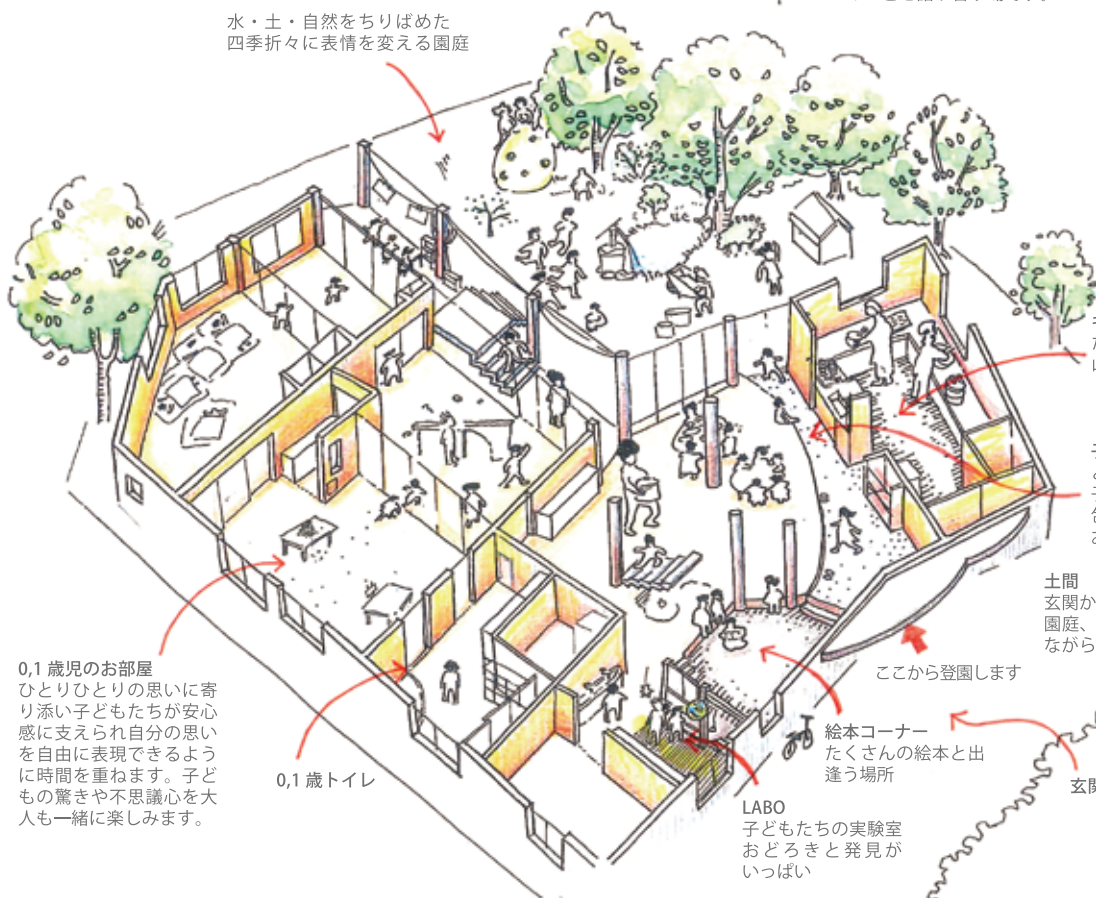 水・土・自然をちりばめた
四季折々に表情を変える園庭
土間
玄関か
園庭、
ながら
ここから登園します
0,1 歳児のお部屋
ひとりひとりの思いに寄
り添い子どもたちが安心
感に支えられ自分の思い
を自由に表現できるよう
に時間を重ねます。子ど
もの驚きや不思議心を大
人も一緒に楽しみます。
0,1 歳トイレ
絵本コーナー
たくさんの絵本と出
逢う場所
玄関
LABO
子どもたちの実験室
おどろきと発見が
いっぱい